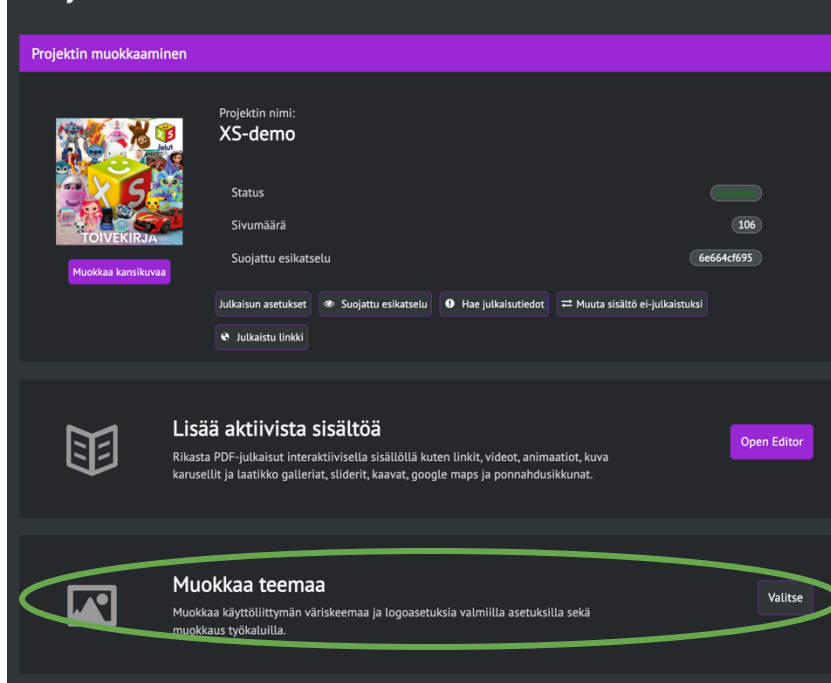 Projektin muokkaaminen
Projektin nimi:
XS-demo
XS
lelut
XS
TOIVEKIRJA
Muokkaa kansikuvaa
Status
Sivumäärä
106
Suojattu esikatselu
6e664cf695
Julkaisun asetukset
Suojattu esikatselu
Hae julkaisutiedot
Muuta sisältö ei-julkaistuksi
Julkaistu linkki
Lisää aktiivista sisältöä
Rikasta PDF-julkaisut interaktiivisella sisällöllä kuten linkit, videot, animaatiot, kuva
karusellit ja laatikko galleriat, sliderit, kaavat, google maps ja ponnahdusikkunat.
Open Editor
Muokkaa teemaa
Muokkaa käyttöliittymän väriskeemaa ja logoasetuksia valmiilla asetuksilla sekä
muokkaus työkaluilla.
Valitse